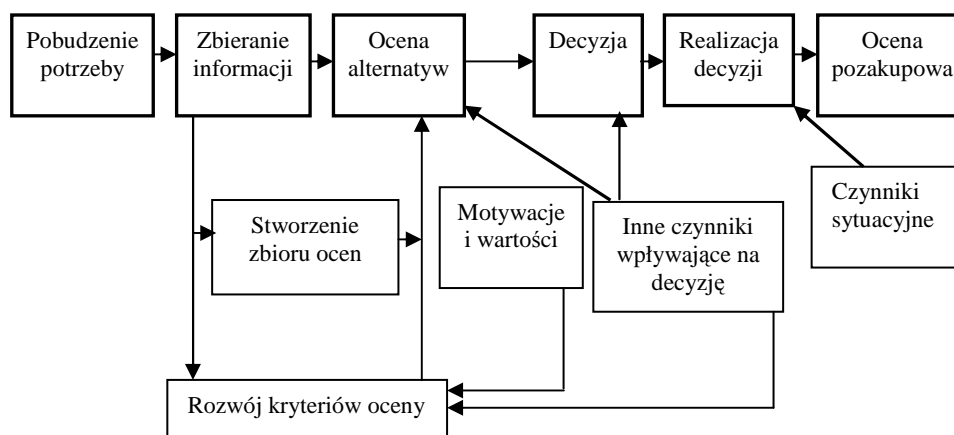 Pobudzenie
potrzeby
Zbieranie
informacji
Ocena
alternatyw
Decyzja
Realizacja
decyzji
Ocena
pozakupowa
Stworzenie
zbioru ocen
Motywacje
i wartości
Inne czynniki
wpływające na
decyzję
Czynniki
sytuacyjne
Rozwój kryteriów oceny